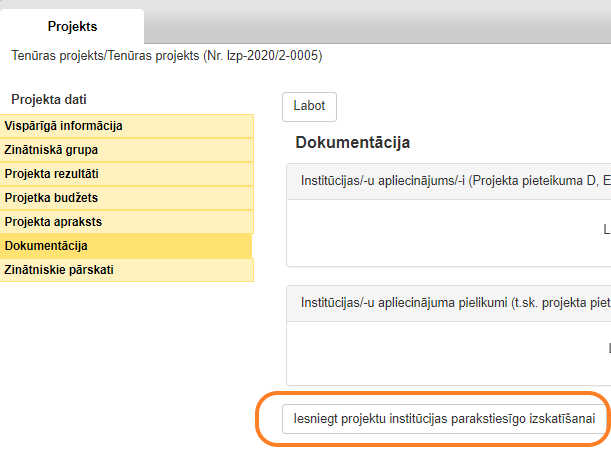 Projekts
Tenūras projekts/Tenūras projekts (Nr. lzp-2020/2-0005)
Projekta dati
Vispārīgā informācija
Zinātniskā grupa
Projekta rezultāti
Projetka budžets
Projekta apraksts
Dokumentācija
Zinātniskie pārskati
Labot
Dokumentācija
Institūcijas/-u apliecinājums/-i (Projekta pieteikuma D, E
L
Institūcijas/-u apliecinājuma pielikumi (t.sk. projekta piet
Iesniegt projektu institūcijas parakstiesīgo izskatīšanai